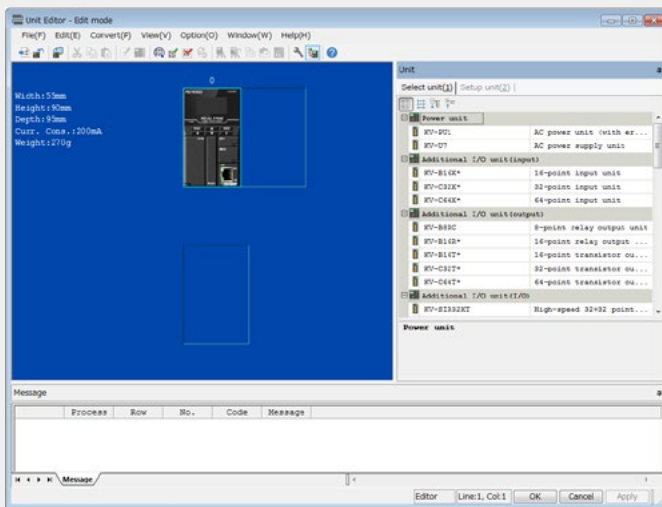 Unit Editor - Edit mode
File(F) Edit(E) Convert(P) View(V) Option(O) Window(W) Help(H)
0
Width:55mm
Height:90mm
Depth:95mm
Curr. Cons.:200mA
Weight:270g
Unit
Select unit(1) Setup unit(2)
Power unit
KV-PU1 AC power unit (with er...
KV-U7 AC power supply unit
Additional I/O unit(input)
KV-B16X* 16-point input unit
KV-C32X* 32-point input unit
KV-C64X* 64-point input unit
Additional I/O unit(output)
KV-B8RC 8-point relay output unit
KV-B16R* 16-point relay output ...
KV-B16T* 16-point transistor ou...
KV-C32T* 32-point transistor ou...
KV-C64T* 64-point transistor ou...
Additional I/O unit(I/O)
KV-SI32XT High-speed 32+32 point...
Power unit
Message
Process Row No. Code Message
Message
Editor Line:1, Col:1 OK Cancel Apply